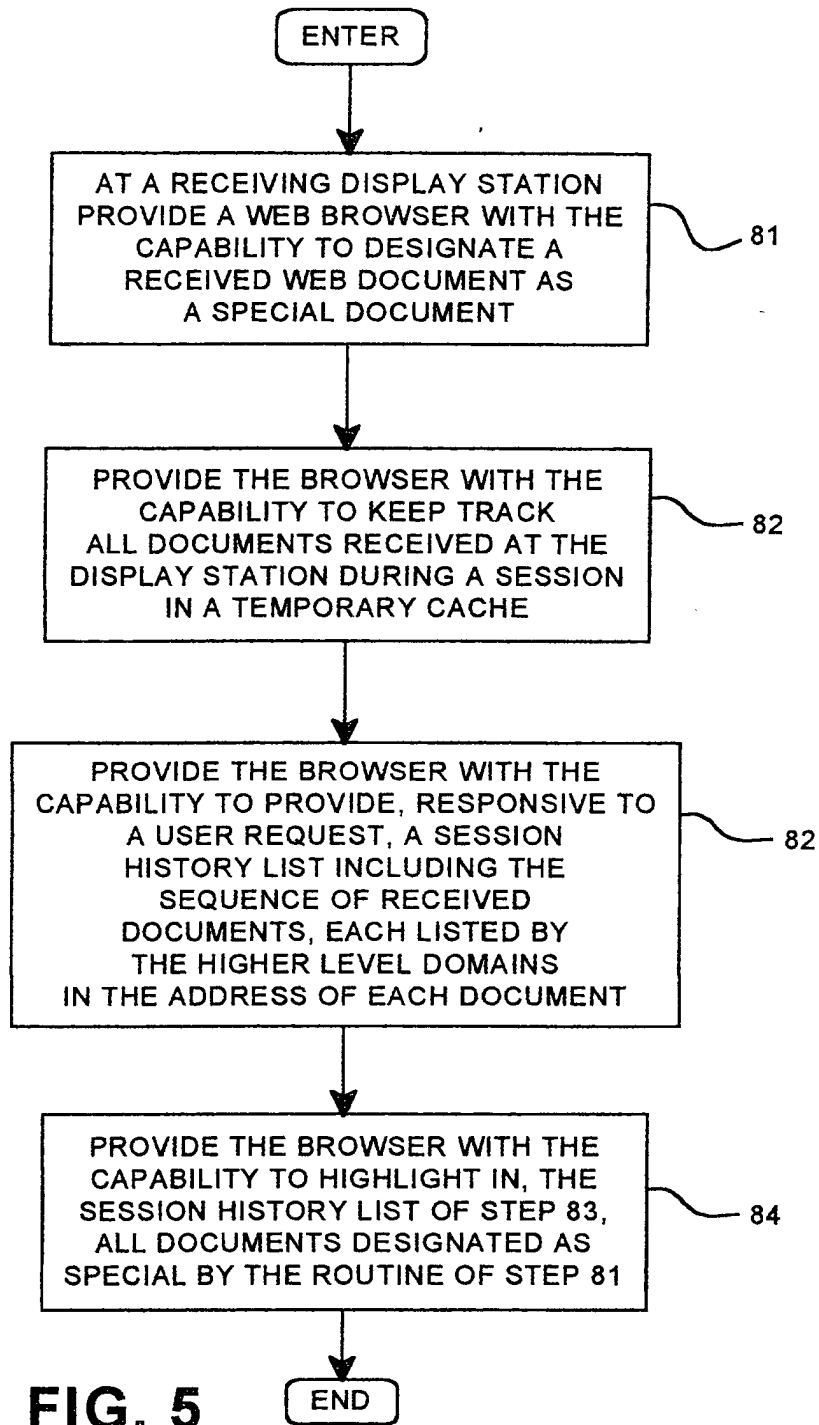 ENTER
AT A RECEIVING DISPLAY STATION
PROVIDE A WEB BROWSER WITH THE
CAPABILITY TO DESIGNATE A
RECEIVED WEB DOCUMENT AS
A SPECIAL DOCUMENT
81
PROVIDE THE BROWSER WITH THE
CAPABILITY TO KEEP TRACK
ALL DOCUMENTS RECEIVED AT THE
DISPLAY STATION DURING A SESSION
IN A TEMPORARY CACHE
82
PROVIDE THE BROWSER WITH THE
CAPABILITY TO PROVIDE, RESPONSIVE TO
A USER REQUEST, A SESSION
HISTORY LIST INCLUDING THE
SEQUENCE OF RECEIVED
DOCUMENTS, EACH LISTED BY
THE HIGHER LEVEL DOMAINS
IN THE ADDRESS OF EACH DOCUMENT
82
PROVIDE THE BROWSER WITH THE
CAPABILITY TO HIGHLIGHT IN, THE
SESSION HISTORY LIST OF STEP 83,
ALL DOCUMENTS DESIGNATED AS
SPECIAL BY THE ROUTINE OF STEP 81
84
END
FIG. 5